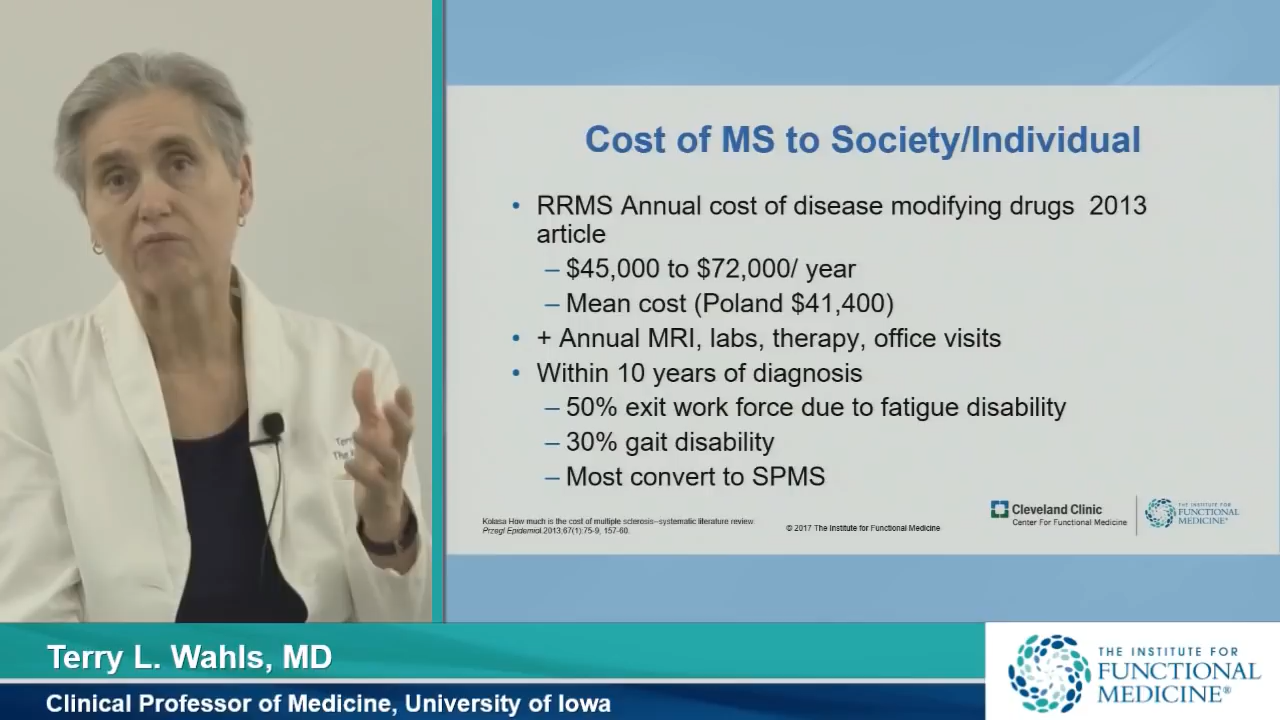 Cost of MS to Society/Individual
• RRMS Annual cost of disease modifying drugs 2013
article
– $45,000 to $72,000/ year
– Mean cost (Poland $41,400)
• + Annual MRI, labs, therapy, office visits
• Within 10 years of diagnosis
– 50% exit work force due to fatigue disability
– 30% gait disability
– Most convert to SPMS
Kolasa How much is the cost of multiple sclerosis--systematic literature review
Przegl Epidemiol.2013;67(1):75-9, 157-60.
© 2017 The Institute for Functional Medicine
Cleveland Clinic
Center For Functional Medicine
THE INSTITUTE FOR
FUNCTIONAL
MEDICINE®
Terry L. Wahls, MD
Clinical Professor of Medicine, University of Iowa
THE INSTITUTE FOR
FUNCTIONAL
MEDICINE®